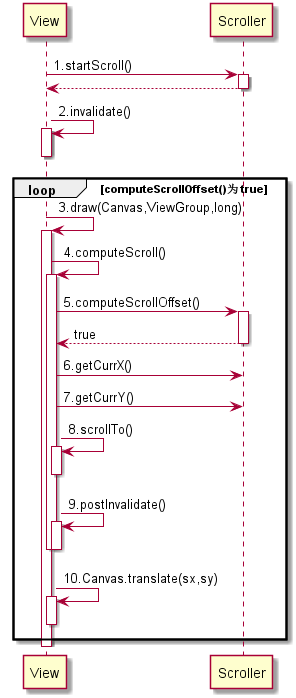 View Scroller
1.startScroll()
2.invalidate()
loop [computeScrollOffset()为true]
3.draw(Canvas,ViewGroup,long)
4.computeScroll()
5.computeScrollOffset()
true
6.getCurrX()
7.getCurrY()
8.scrollTo()
9.postInvalidate()
10.Canvas.translate(sx,sy)
View Scroller